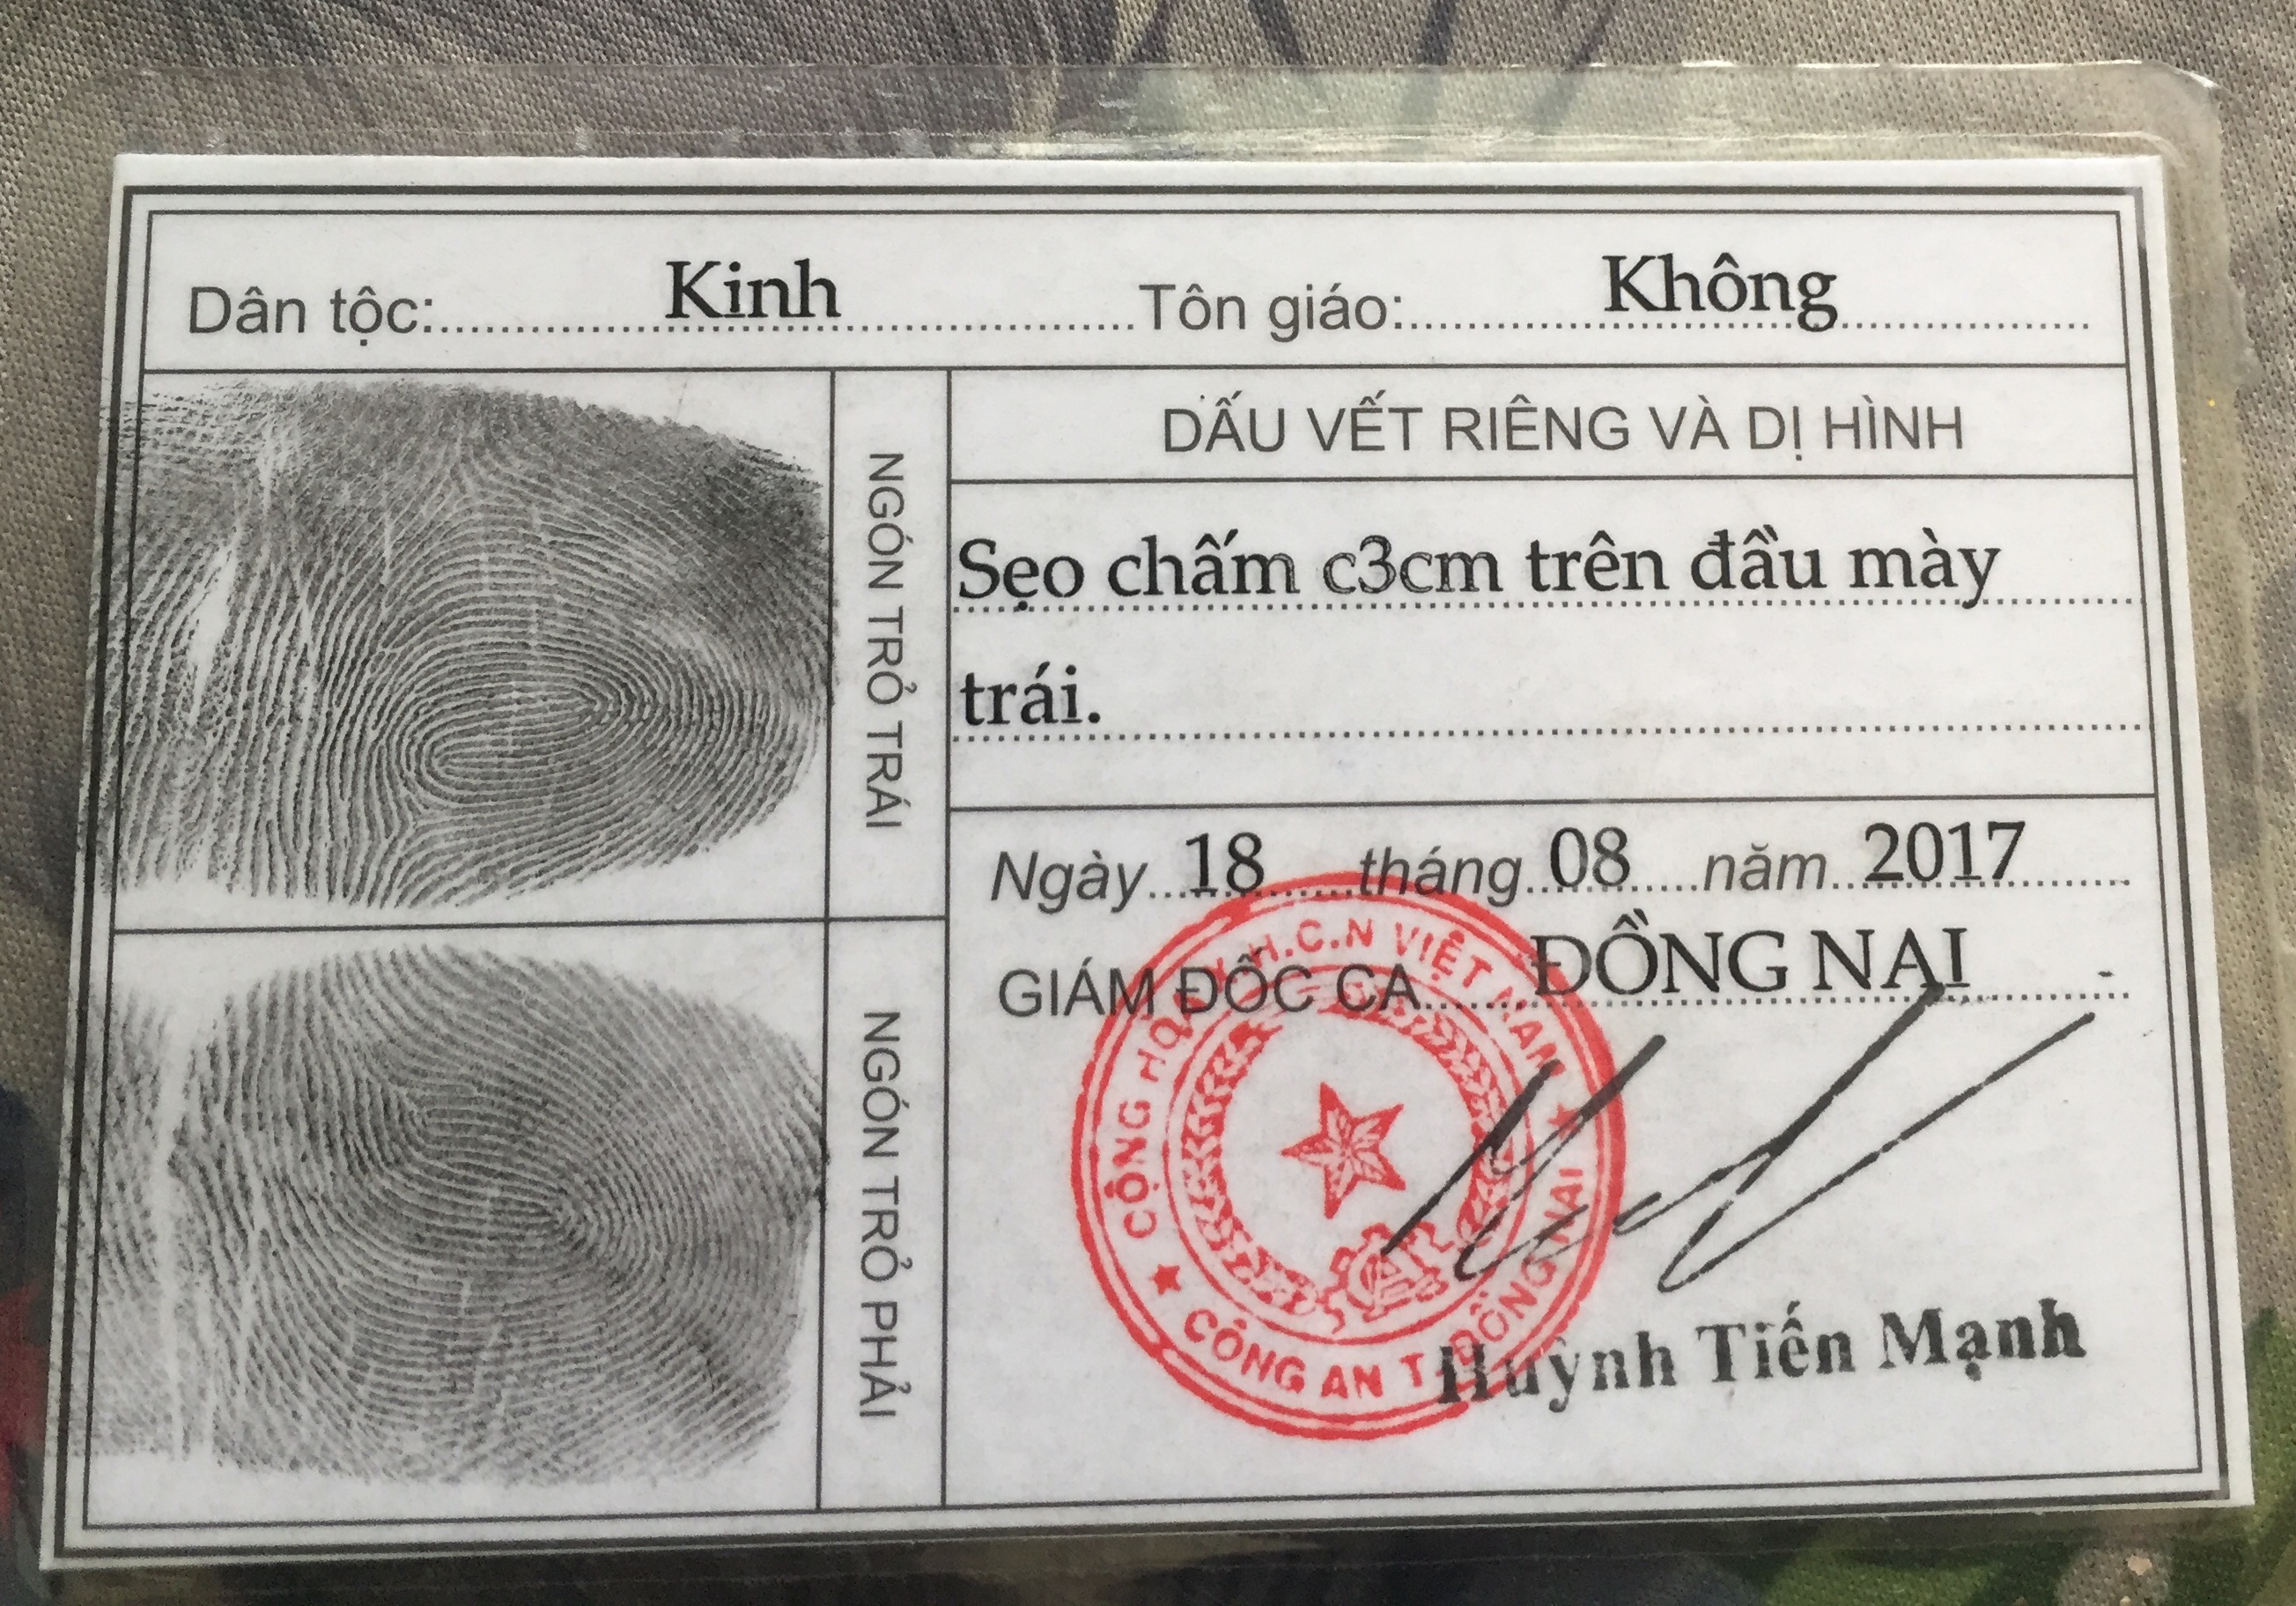 Dân tộc: Kinh Tôn giáo: Không
NGÓN TRỎ TRÁI
DẤU VẾT RIÊNG VÀ DỊ HÌNH
Sẹo chấm c3cm trên đầu mày
trái.
NGÓN TRỎ PHẢI
Ngày 18 tháng 08 năm 2017
GIÁM ĐỐC CA ĐỒNG NAI
CỘNG HÒA X.H.C.N VIỆT NAM
CÔNG AN T. ĐỒNG NAI
Huỳnh Tiến Mạnh